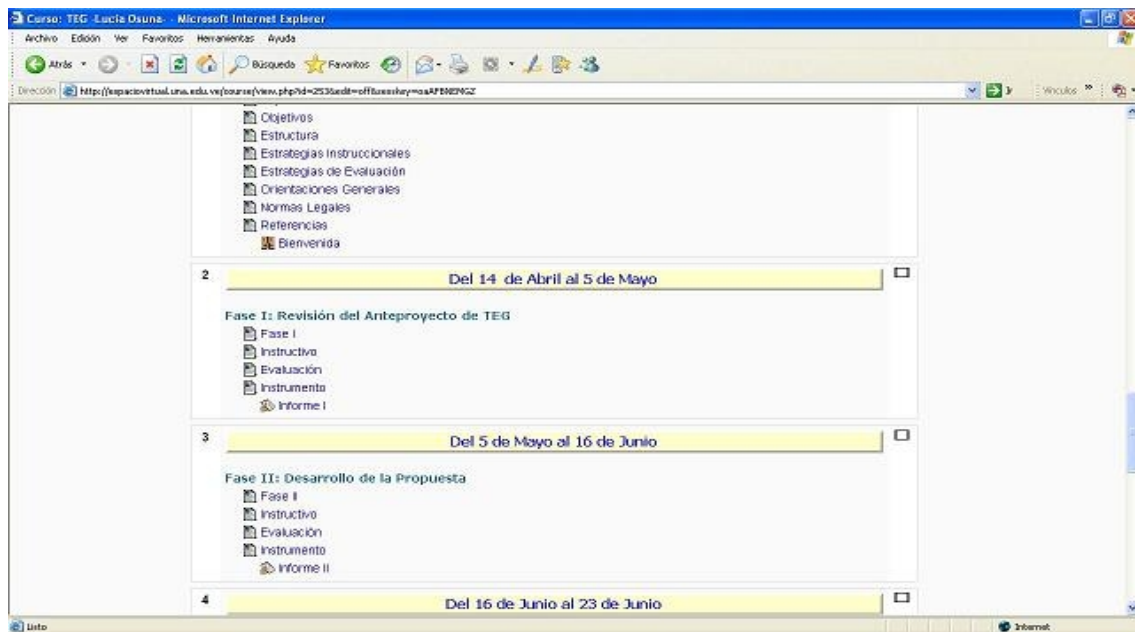 Curso: TEG -Lucía Osuna- - Microsoft Internet Explorer
Archivo Edición Ver Favoritos Herramientas Ayuda
Atrás Búsqueda Favoritos
Dirección
Vínculos
Objetivos
Estructura
Estrategias Instruccionales
Estrategias de Evaluación
Orientaciones Generales
Normas Legales
Referencias
Bienvenida
2 Del 14 de Abril al 5 de Mayo
Fase I: Revisión del Anteproyecto de TEG
Fase I
Instructivo
Evaluación
Instrumento
Informe I
3 Del 5 de Mayo al 16 de Junio
Fase II: Desarrollo de la Propuesta
Fase II
Instructivo
Evaluación
Instrumento
Informe II
4 Del 16 de Junio al 23 de Junio
Listo Internet